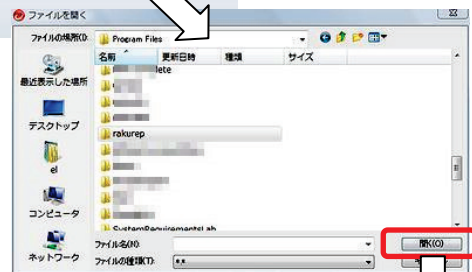 ファイルを開く
ファイルの場所(I):
Program Files
名前
更新日時
種類
サイズ
lete
最近表示した場所
デスクトップ
rakurep
el
コンピュータ
SystemRequirementsLab
ネットワーク
ファイル名(N):
開く(O)
ファイルの種類(T):
*.*